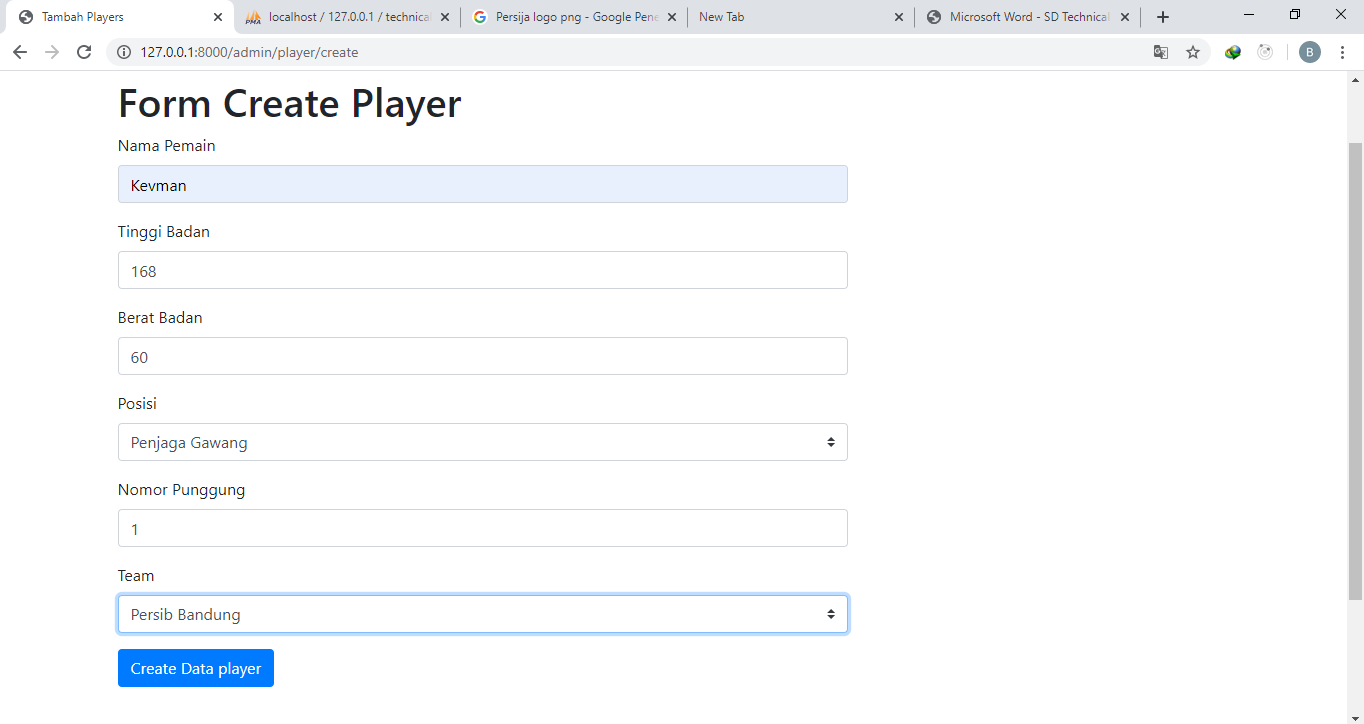 Tambah Players
PMA
localhost / 127.0.0.1 / technical
Persija logo png - Google Pene
New Tab
Microsoft Word - SD Technical
127.0.0.1:8000/admin/player/create
B
Form Create Player
Nama Pemain
Kevman
Tinggi Badan
168
Berat Badan
60
Posisi
Penjaga Gawang
Nomor Punggung
1
Team
Persib Bandung
Create Data player